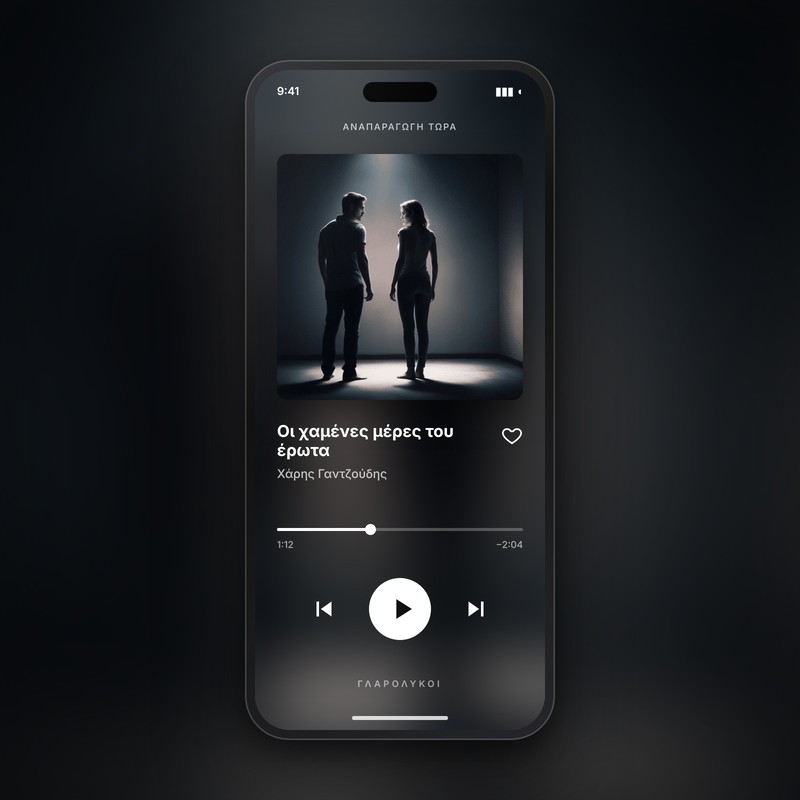 9:41
ΑΝΑΠΑΡΑΓΩΓΗ ΤΩΡΑ
Οι χαμένες μέρες του
έρωτα
Χάρης Γαντζούδης
1:12
−2:04
ΓΛΑΡΟΛΥΚΟΙ